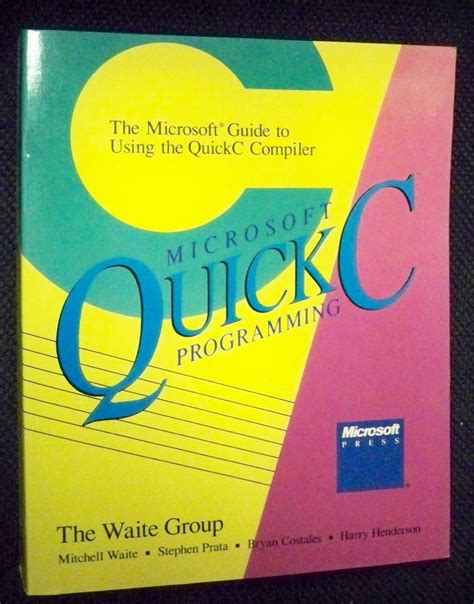 The Microsoft® Guide to
Using the QuickC Compiler
MICROSOFT
QUICKC
PROGRAMMING
Microsoft
PRESS
®
The Waite Group
Mitchell Waite ▪ Stephen Prata ▪ Bryan Costales ▪ Harry Henderson